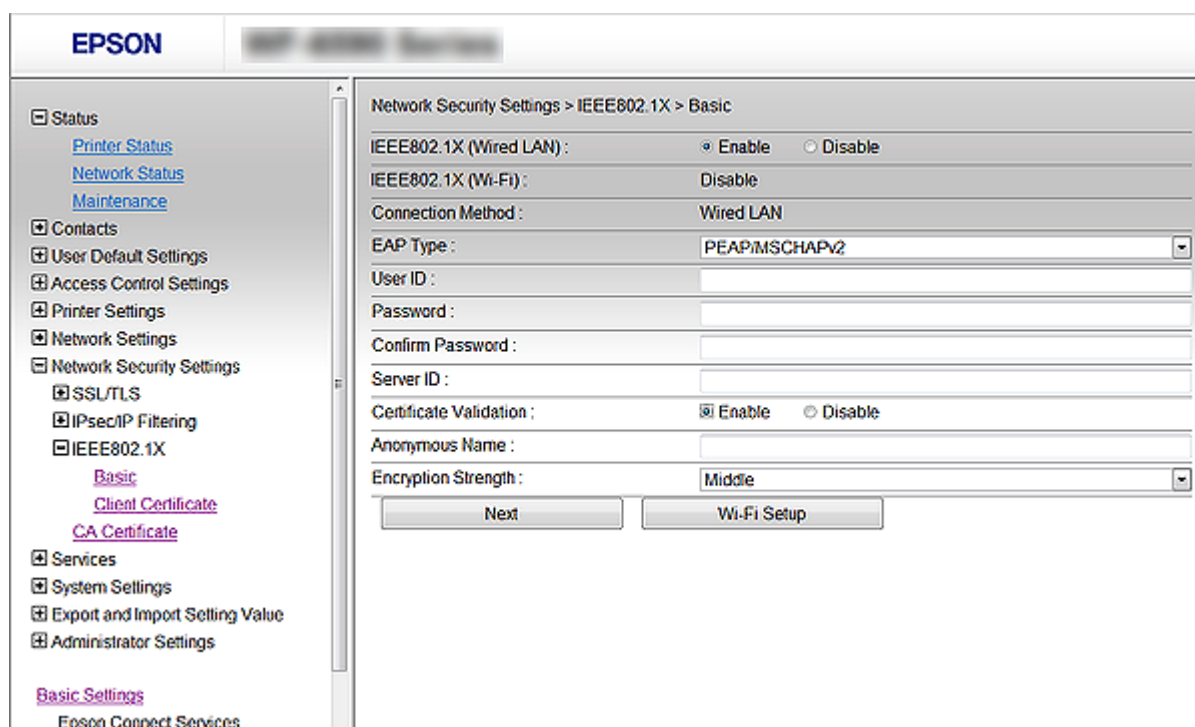 EPSON
Status
Printer Status
Network Status
Maintenance
Contacts
User Default Settings
Access Control Settings
Printer Settings
Network Settings
Network Security Settings
SSL/TLS
IPsec/IP Filtering
IEEE802.1X
Basic
Client Certificate
CA Certificate
Services
System Settings
Export and Import Setting Value
Administrator Settings
Basic Settings
Epson Connect Services
Network Security Settings > IEEE802.1X > Basic
IEEE802.1X (Wired LAN) : Enable Disable
IEEE802.1X (Wi-Fi) : Disable
Connection Method : Wired LAN
EAP Type : PEAP/MSCHAPv2
User ID :
Password :
Confirm Password :
Server ID :
Certificate Validation : Enable Disable
Anonymous Name :
Encryption Strength : Middle
Next Wi-Fi Setup